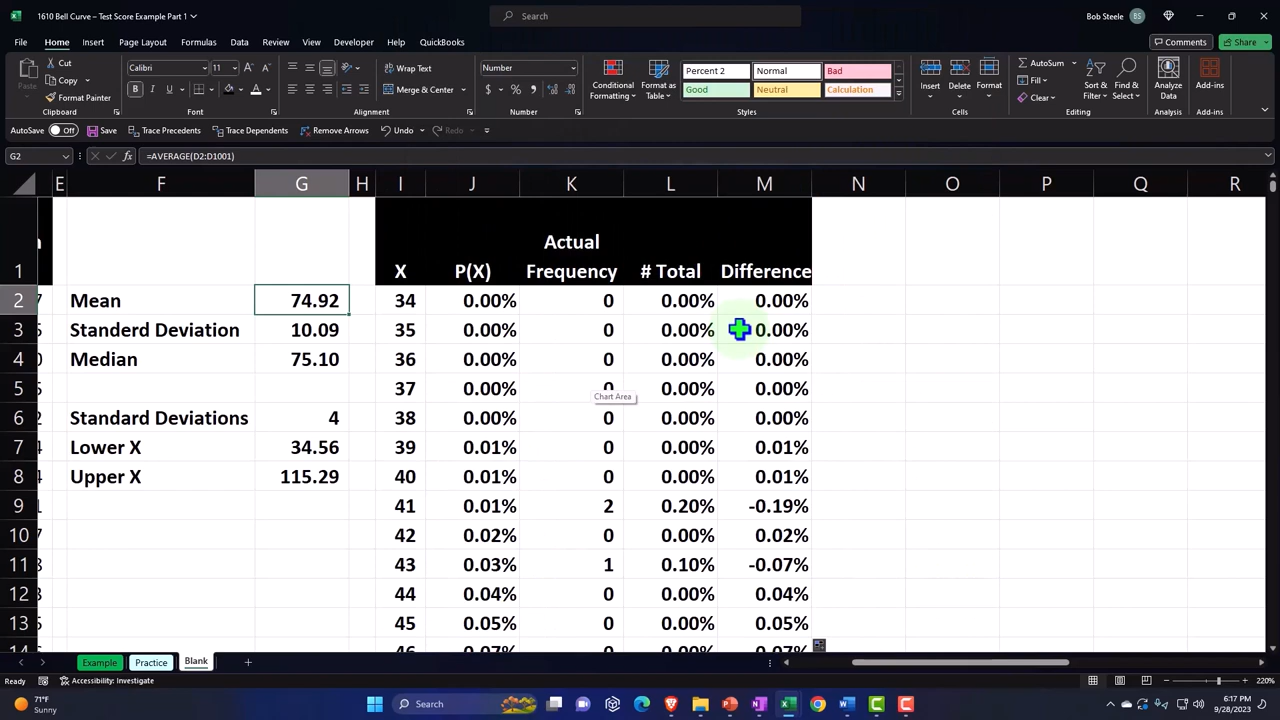 1610 Bell Curve – Test Score Example Part 1
Search
Bob Steele BS
File Home Insert Page Layout Formulas Data Review View Developer Help QuickBooks
Comments Share
Cut
Copy
Format Painter
Clipboard
Calibri 11
B I U
Font
Wrap Text
Merge & Center
Alignment
Number
$ % 9
Number
Conditional Formatting
Format as Table
Percent 2 Normal Bad
Good Neutral Calculation
Styles
Insert Delete Format
Cells
AutoSum
Fill
Clear
Sort & Filter
Find & Select
Editing
Analyze Data
Analysis
Add-ins
Add-ins
AutoSave Off Save Trace Precedents Trace Dependents Remove Arrows Undo Redo
G2 fx =AVERAGE(D2:D1001)
E F G H I J K L M N O P Q R
1 X P(X) Actual Frequency # Total Difference
2 Mean 74.92 34 0.00% 0 0.00% 0.00%
3 Standerd Deviation 10.09 35 0.00% 0 0.00% 0.00%
4 Median 75.10 36 0.00% 0 0.00% 0.00%
5 37 0.00% 0 0.00% 0.00%
Chart Area
6 Standard Deviations 4 38 0.00% 0 0.00% 0.00%
7 Lower X 34.56 39 0.01% 0 0.00% 0.01%
8 Upper X 115.29 40 0.01% 0 0.00% 0.01%
9 41 0.01% 2 0.20% -0.19%
10 42 0.02% 0 0.00% 0.02%
11 43 0.03% 1 0.10% -0.07%
12 44 0.04% 0 0.00% 0.04%
13 45 0.05% 0 0.00% 0.05%
14 46 0.07% 0 0.00% 0.07%
Example Practice Blank
Ready Accessibility: Investigate 220%
71°F
Sunny
Search
6:17 PM
9/28/2023